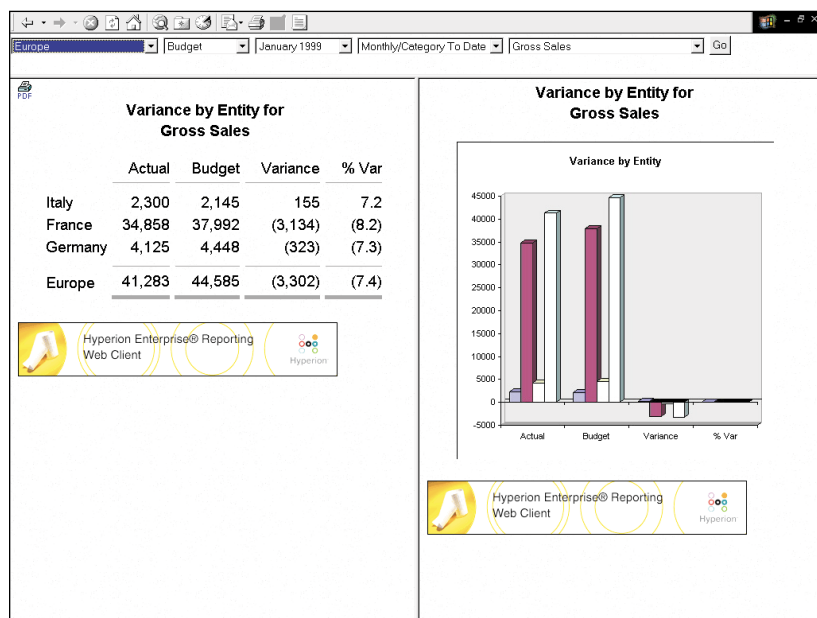 Europe Budget January 1999 Monthly/Category To Date Gross Sales Go
PDF
Variance by Entity for
Gross Sales
Actual Budget Variance % Var
Italy 2,300 2,145 155 7.2
France 34,858 37,992 (3,134) (8.2)
Germany 4,125 4,448 (323) (7.3)
Europe 41,283 44,585 (3,302) (7.4)
Hyperion Enterprise® Reporting
Web Client
Hyperion
Variance by Entity for
Gross Sales
Variance by Entity
45000
40000
35000
30000
25000
20000
15000
10000
5000
0
-5000
Actual Budget Variance % Var
Hyperion Enterprise® Reporting
Web Client
Hyperion